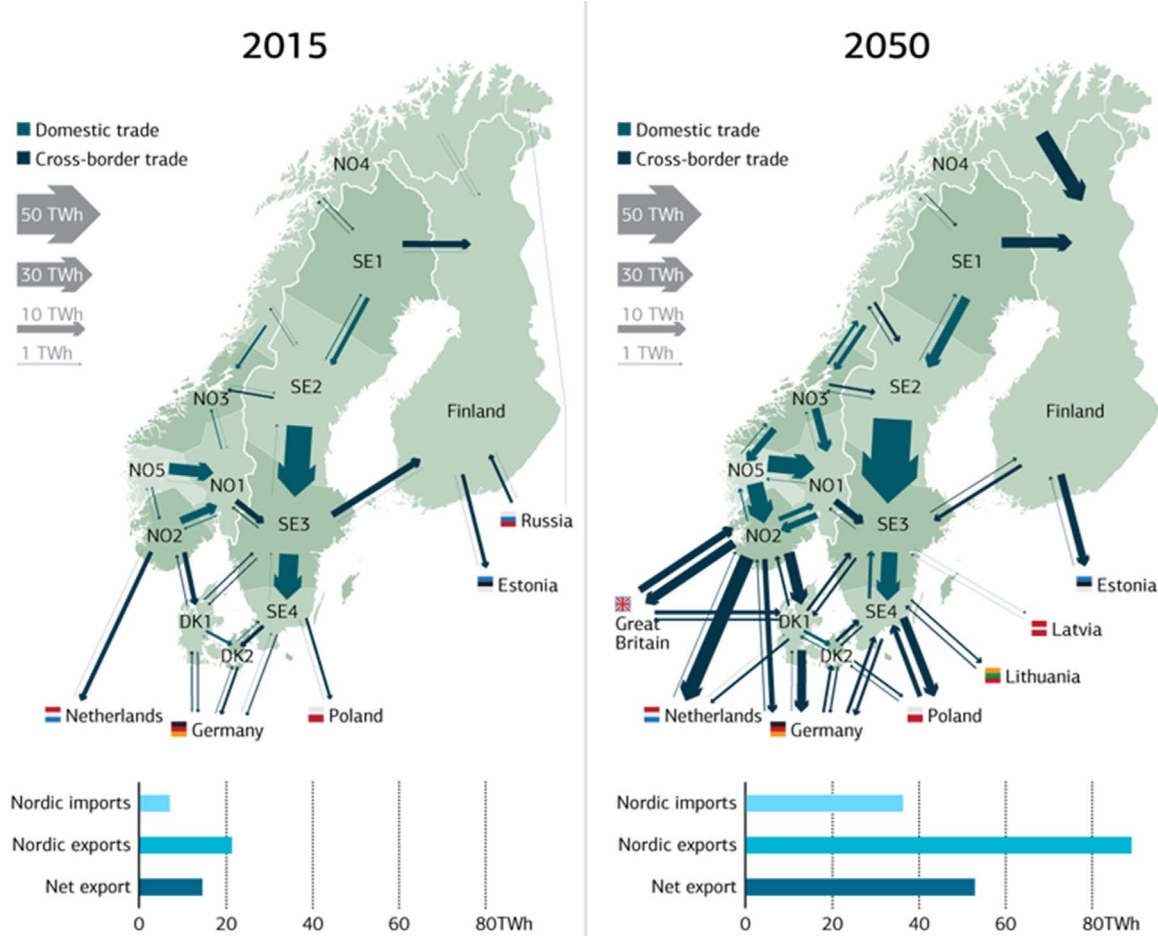 2015
Domestic trade
Cross-border trade
50 TWh
30 TWh
10 TWh
1 TWh
NO4
SE1
SE2
NO3
Finland
NO5
NO1
SE3
NO2
Russia
Estonia
SE4
DK1
DK2
Netherlands
Germany
Poland
Nordic imports
Nordic exports
Net export
0 20 40 60 80TWh
2050
Domestic trade
Cross-border trade
50 TWh
30 TWh
10 TWh
1 TWh
NO4
SE1
SE2
NO3
Finland
NO5
NO1
SE3
NO2
Estonia
Great
Britain
SE4
DK1
Latvia
DK2
Lithuania
Netherlands
Germany
Poland
Nordic imports
Nordic exports
Net export
0 20 40 60 80TWh